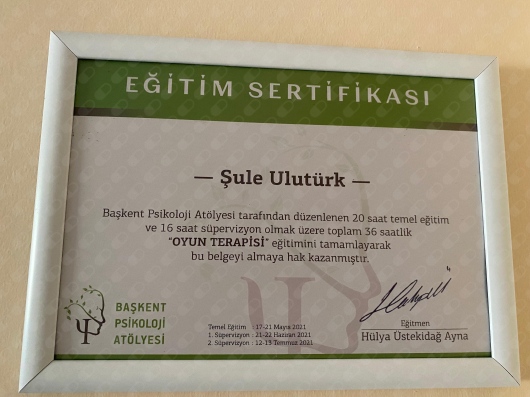 EĞİTİM SERTİFİKASI
— Şule Ulutürk —
Başkent Psikoloji Atölyesi tarafından düzenlenen 20 saat temel eğitim
ve 16 saat süpervizyon olmak üzere toplam 36 saatlik
"OYUN TERAPİSİ" eğitimini tamamlayarak
bu belgeyi almaya hak kazanmıştır.
BAŞKENT
PSİKOLOJİ
ATÖLYESİ
Temel Eğitim : 17-21 Mayıs 2021
1. Süpervizyon : 21-22 Haziran 2021
2. Süpervizyon : 12-13 Temmuz 2021
Eğitmen
Hülya Üstekidağ Ayna